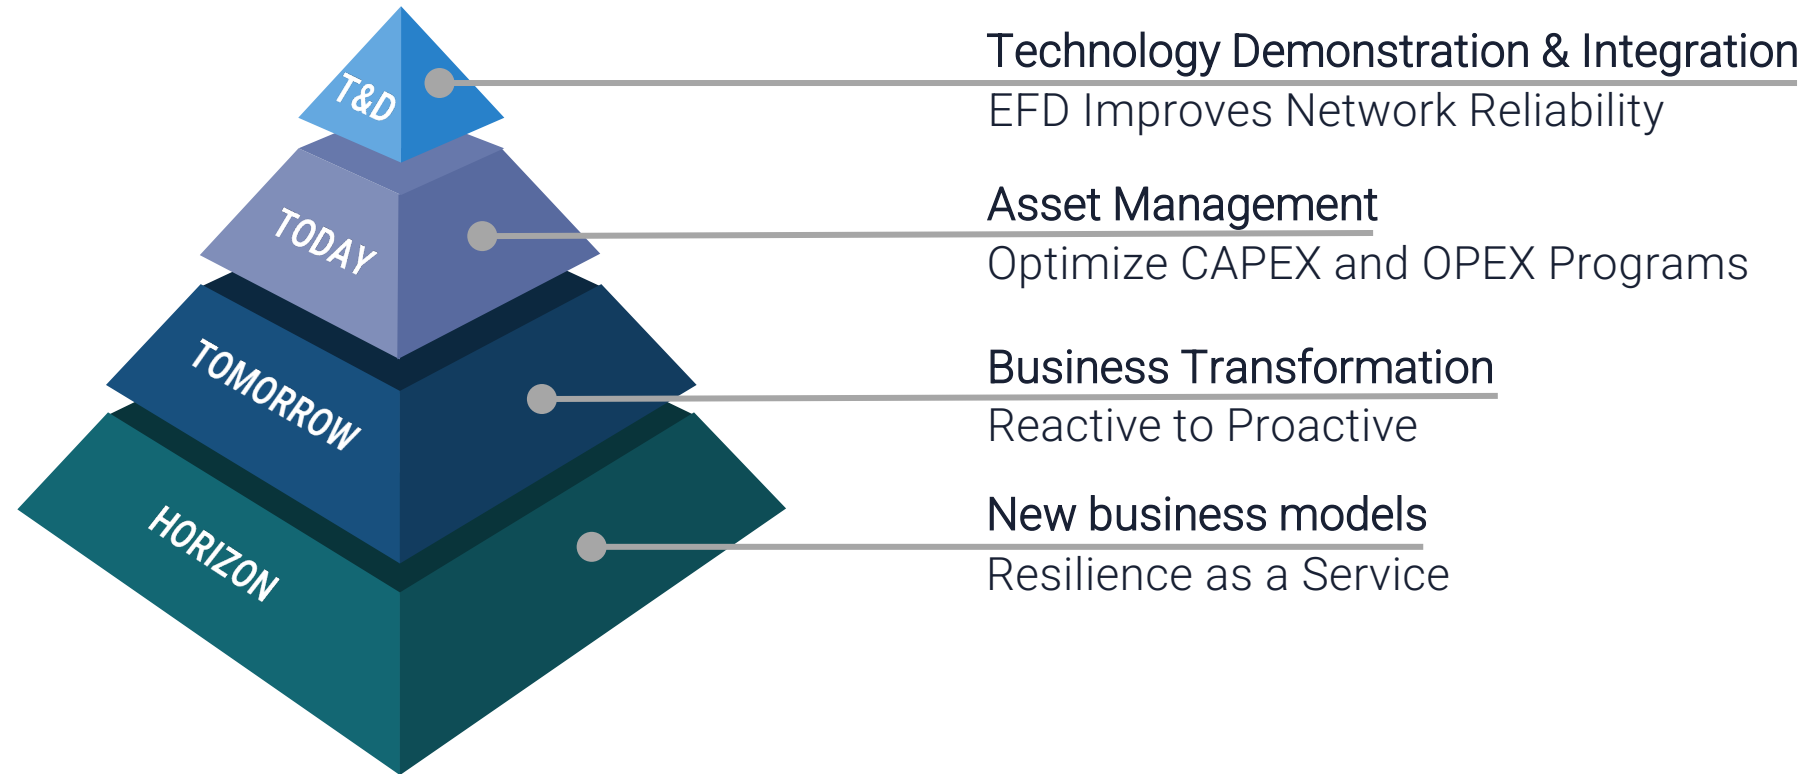 T&D
Technology Demonstration & Integration
EFD Improves Network Reliability
TODAY
Asset Management
Optimize CAPEX and OPEX Programs
TOMORROW
Business Transformation
Reactive to Proactive
HORIZON
New business models
Resilience as a Service